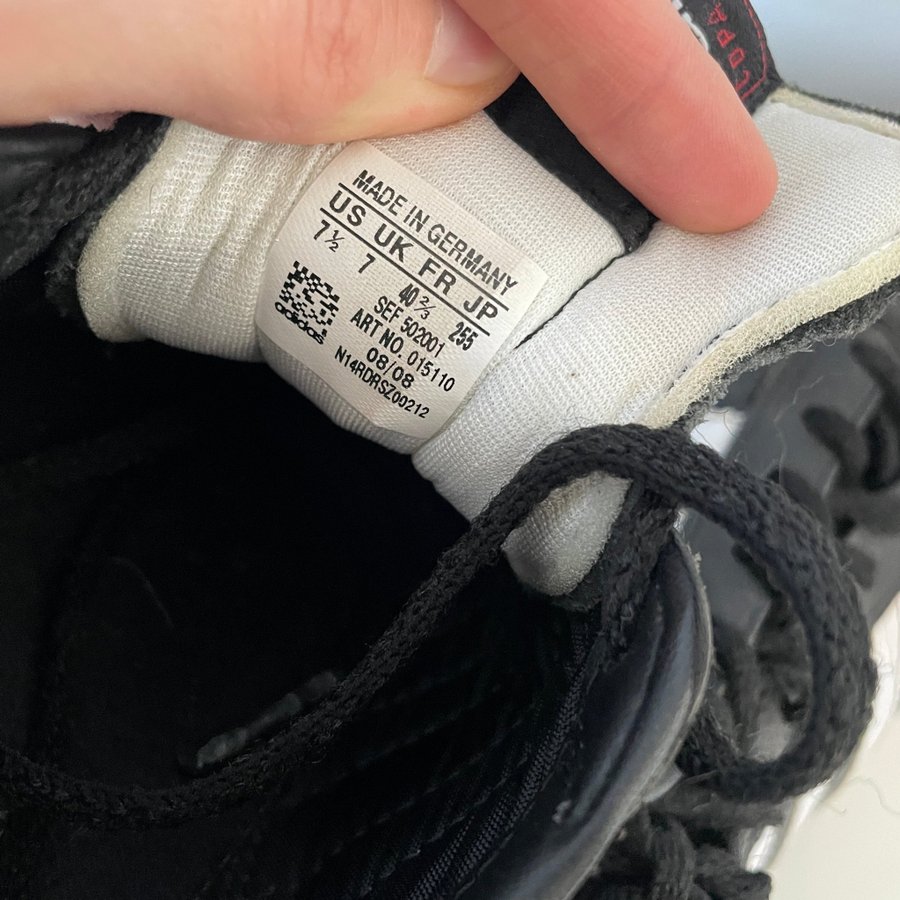 MADE IN GERMANY
US UK FR JP
7½ 7 40⅔ 255
SEF 502001
ART NO. 015110
08/08
N14RDRSZ00212
adidas
COPA